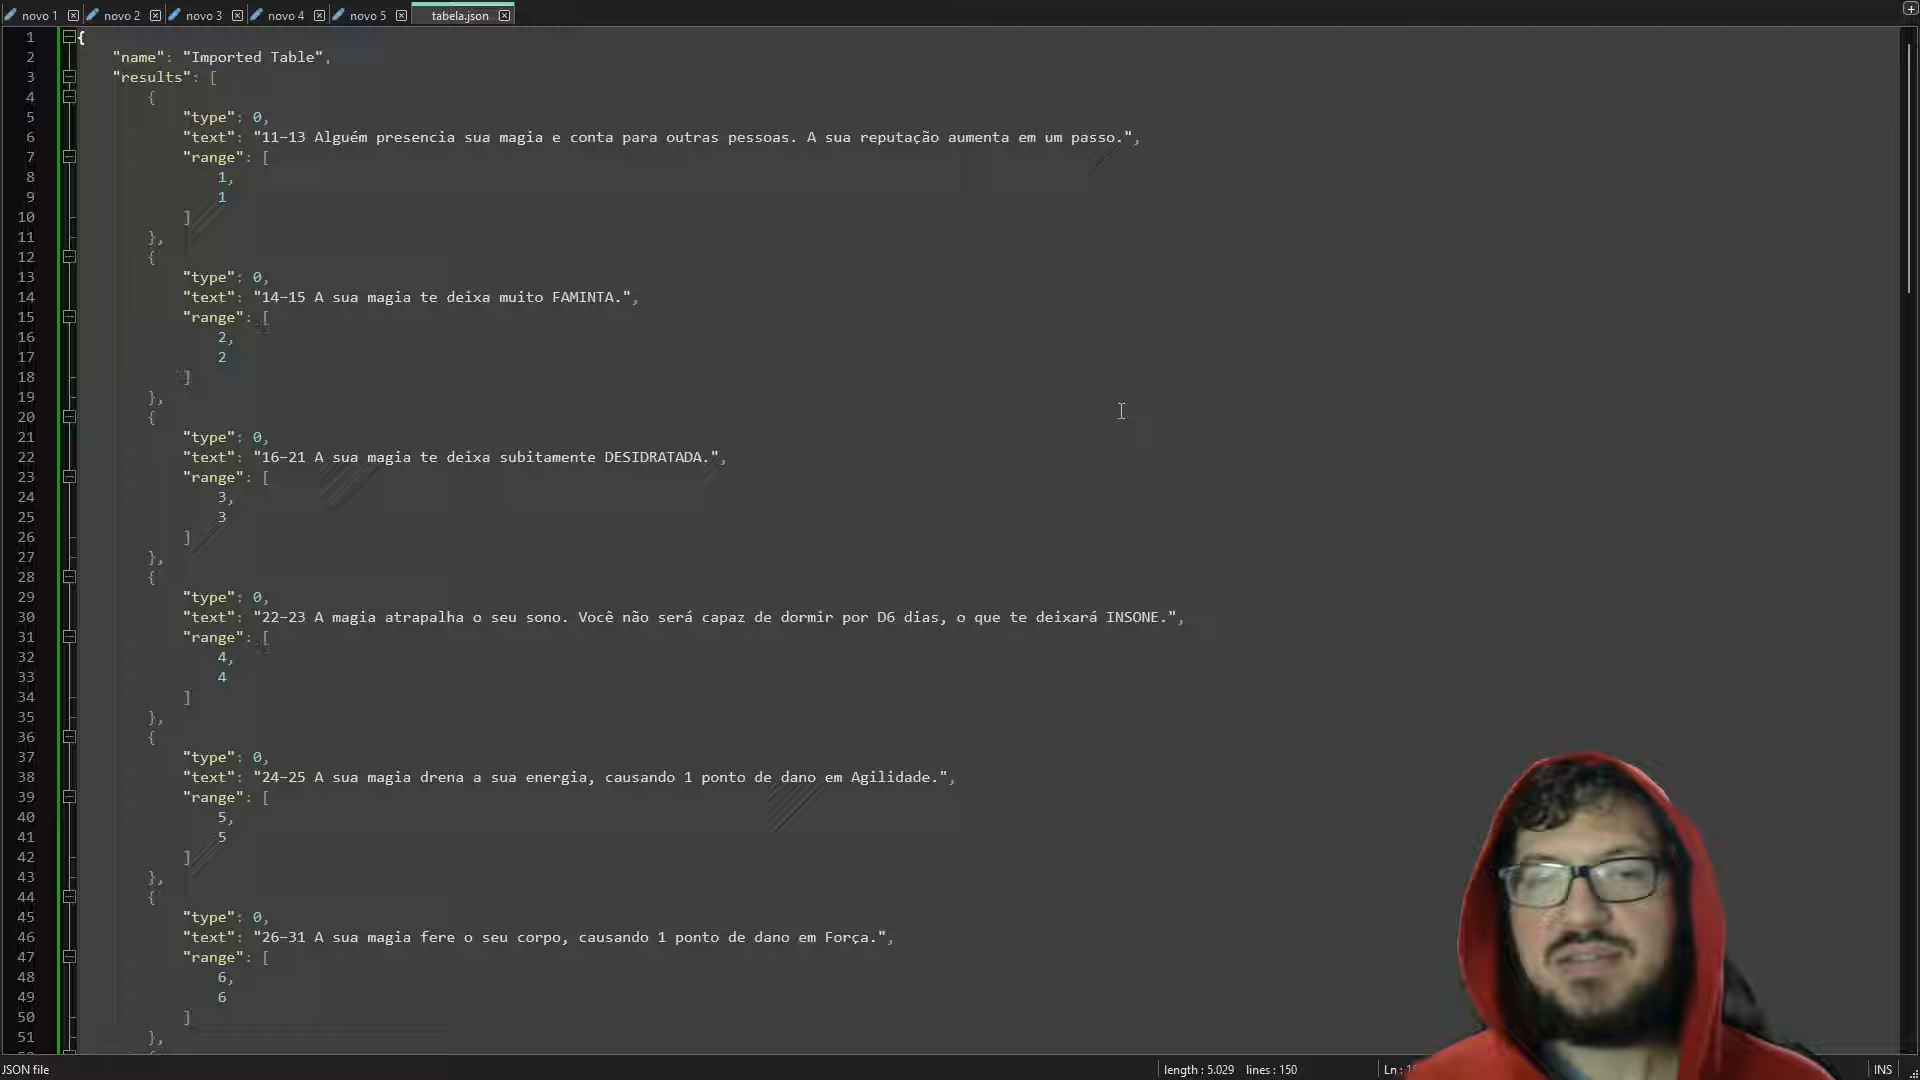 novo 1 novo 2 novo 3 novo 4 novo 5 tabela.json
1 {
2 "name": "Imported Table",
3 "results": [
4 {
5 "type": 0,
6 "text": "11-13 Alguém presencia sua magia e conta para outras pessoas. A sua reputação aumenta em um passo.",
7 "range": [
8 1,
9 1
10 ]
11 },
12 {
13 "type": 0,
14 "text": "14-15 A sua magia te deixa muito FAMINTA.",
15 "range": [
16 2,
17 2
18 ]
19 },
20 {
21 "type": 0,
22 "text": "16-21 A sua magia te deixa subitamente DESIDRATADA.",
23 "range": [
24 3,
25 3
26 ]
27 },
28 {
29 "type": 0,
30 "text": "22-23 A magia atrapalha o seu sono. Você não será capaz de dormir por D6 dias, o que te deixará INSONE.",
31 "range": [
32 4,
33 4
34 ]
35 },
36 {
37 "type": 0,
38 "text": "24-25 A sua magia drena a sua energia, causando 1 ponto de dano em Agilidade.",
39 "range": [
40 5,
41 5
42 ]
43 },
44 {
45 "type": 0,
46 "text": "26-31 A sua magia fere o seu corpo, causando 1 ponto de dano em Força.",
47 "range": [
48 6,
49 6
50 ]
51 },
JSON file length : 5.029 lines : 150 Ln : INS